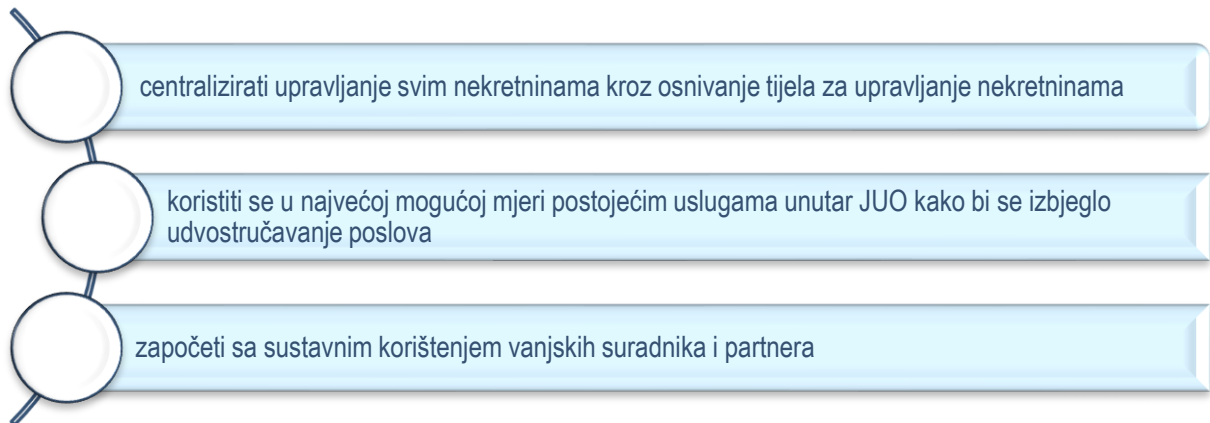 centralizirati upravljanje svim nekretninama kroz osnivanje tijela za upravljanje nekretninama
koristiti se u najvećoj mogućoj mjeri postojećim uslugama unutar JUO kako bi se izbjeglo
udvostručavanje poslova
započeti sa sustavnim korištenjem vanjskih suradnika i partnera